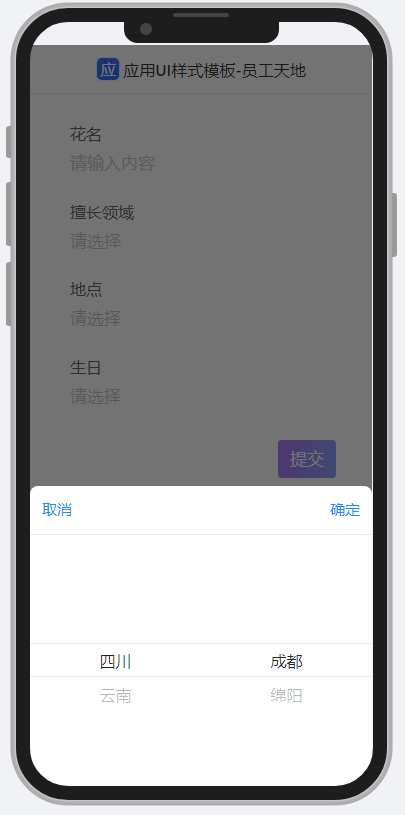 应 应用UI样式模板-员工天地
花名
请输入内容
擅长领域
请选择
地点
请选择
生日
请选择
提交
取消 确定
四川 成都
云南 绵阳